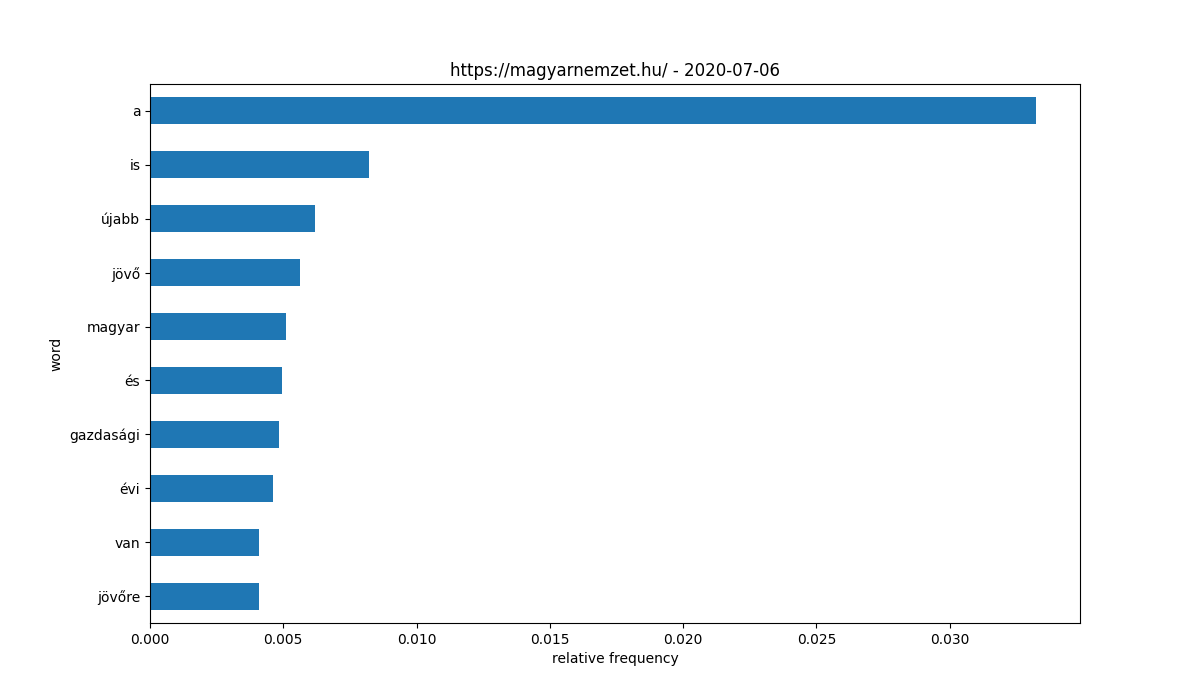 https://magyarnemzet.hu/ - 2020-07-06
a
is
újabb
jövő
magyar
és
gazdasági
évi
van
jövőre
word
0.000 0.005 0.010 0.015 0.020 0.025 0.030
relative frequency